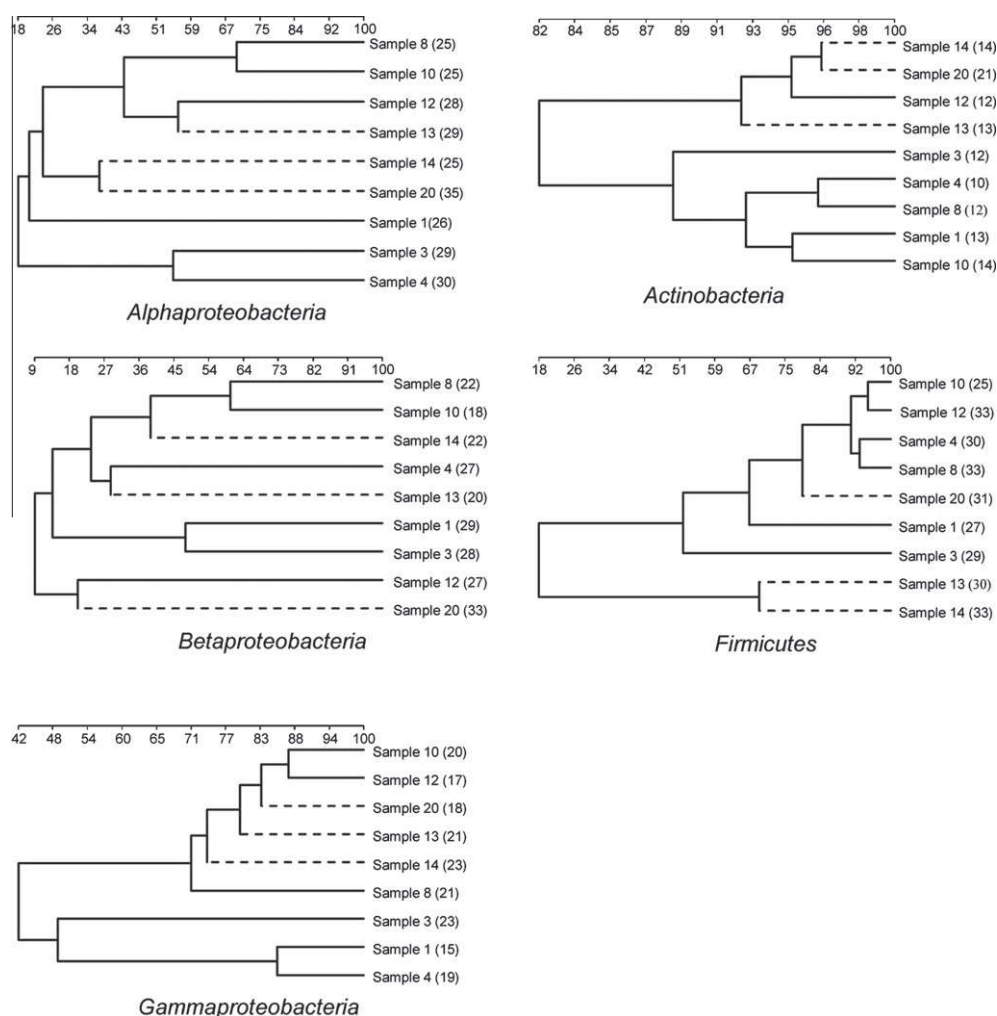 18 26 34 43 51 59 67 75 84 92 100
Sample 8 (25)
Sample 10 (25)
Sample 12 (28)
Sample 13 (29)
Sample 14 (25)
Sample 20 (35)
Sample 1(26)
Sample 3 (29)
Sample 4 (30)
Alphaproteobacteria
82 84 85 87 89 91 93 95 96 98 100
Sample 14 (14)
Sample 20 (21)
Sample 12 (12)
Sample 13 (13)
Sample 3 (12)
Sample 4 (10)
Sample 8 (12)
Sample 1 (13)
Sample 10 (14)
Actinobacteria
9 18 27 36 45 54 63 72 82 91 100
Sample 8 (22)
Sample 10 (18)
Sample 14 (22)
Sample 4 (27)
Sample 13 (20)
Sample 1 (29)
Sample 3 (28)
Sample 12 (27)
Sample 20 (33)
Betaproteobacteria
18 26 34 42 51 59 67 75 84 92 100
Sample 10 (25)
Sample 12 (33)
Sample 4 (30)
Sample 8 (33)
Sample 20 (31)
Sample 1 (27)
Sample 3 (29)
Sample 13 (30)
Sample 14 (33)
Firmicutes
42 48 54 60 65 71 77 83 88 94 100
Sample 10 (20)
Sample 12 (17)
Sample 20 (18)
Sample 13 (21)
Sample 14 (23)
Sample 8 (21)
Sample 3 (23)
Sample 1 (15)
Sample 4 (19)
Gammaproteobacteria